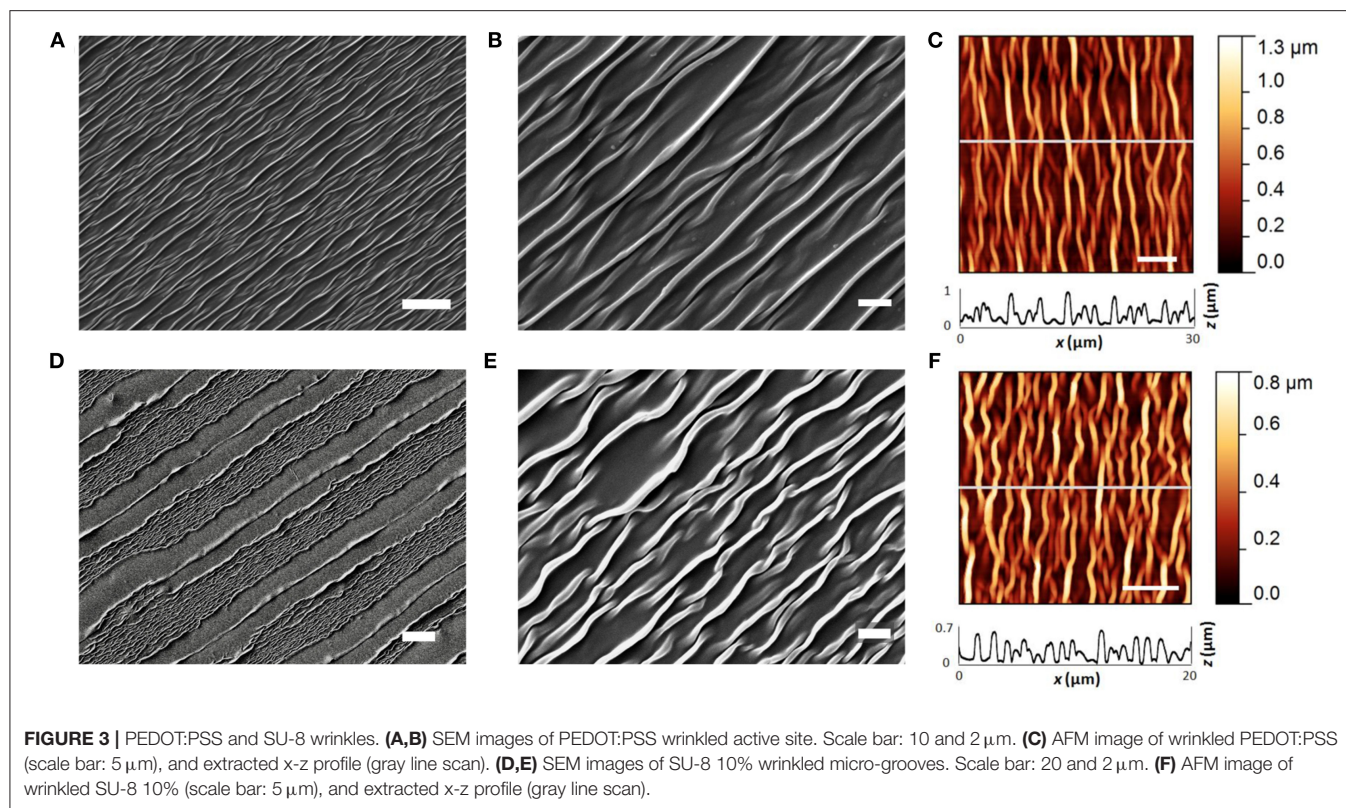 A
B
C
1.3 µm
1.0
0.8
0.6
0.4
0.2
0.0
1
0
z (µm)
0
30
x (µm)
D
E
F
0.8 µm
0.6
0.4
0.2
0.0
0.7
0
z (µm)
0
20
x (µm)
FIGURE 3 | PEDOT:PSS and SU-8 wrinkles. (A,B) SEM images of PEDOT:PSS wrinkled active site. Scale bar: 10 and 2 µm. (C) AFM image of wrinkled PEDOT:PSS
(scale bar: 5 µm), and extracted x-z profile (gray line scan). (D,E) SEM images of SU-8 10% wrinkled micro-grooves. Scale bar: 20 and 2 µm. (F) AFM image of
wrinkled SU-8 10% (scale bar: 5 µm), and extracted x-z profile (gray line scan).